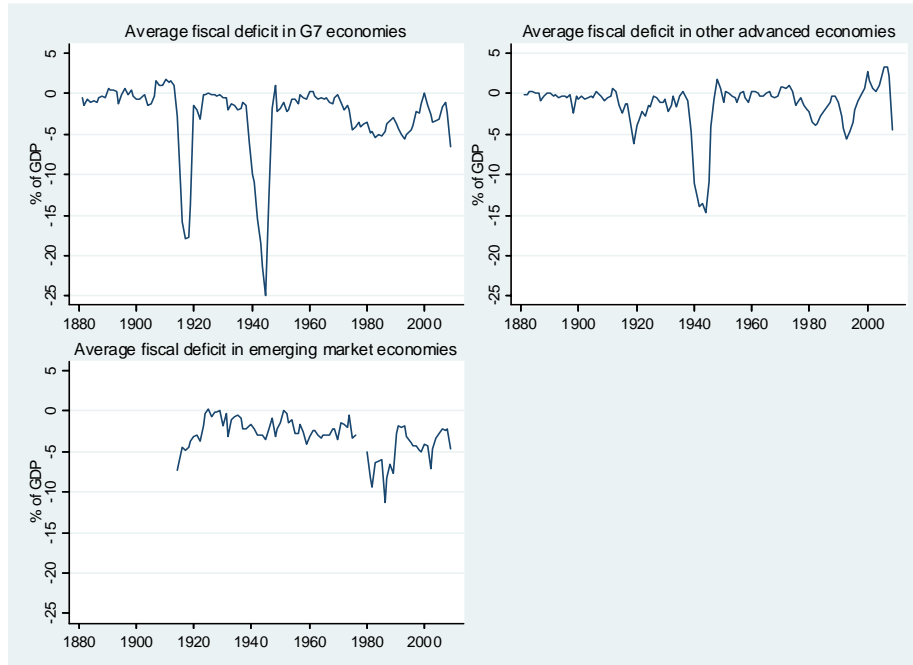 Average fiscal deficit in G7 economies
% of GDP
5
0
-5
-10
-15
-20
-25
1880 1900 1920 1940 1960 1980 2000
Average fiscal deficit in other advanced economies
% of GDP
5
0
-5
-10
-15
-20
-25
1880 1900 1920 1940 1960 1980 2000
Average fiscal deficit in emerging market economies
% of GDP
5
0
-5
-10
-15
-20
-25
1880 1900 1920 1940 1960 1980 2000